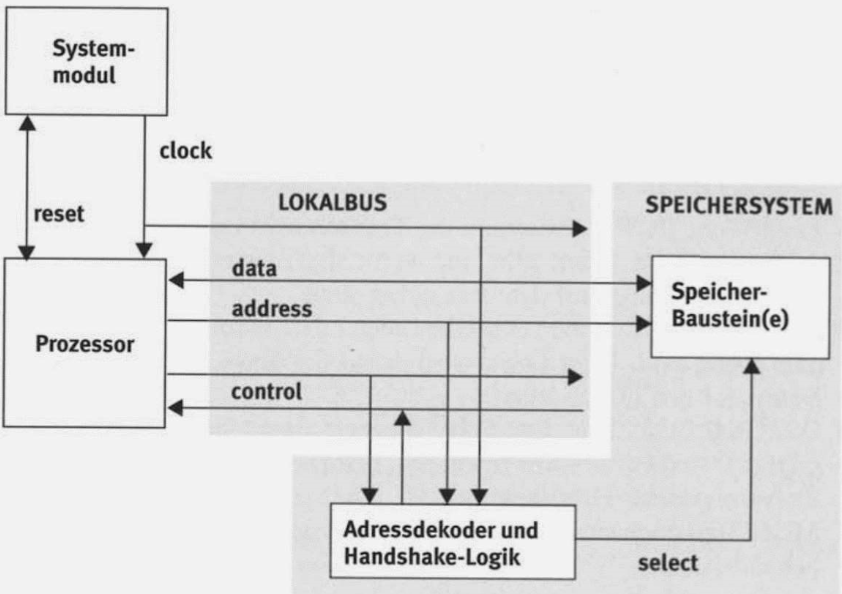 System-
modul
clock
reset
LOKALBUS
SPEICHERSYSTEM
data
address
Prozessor
Speicher-
Baustein(e)
control
Adressdekoder und
Handshake-Logik
select